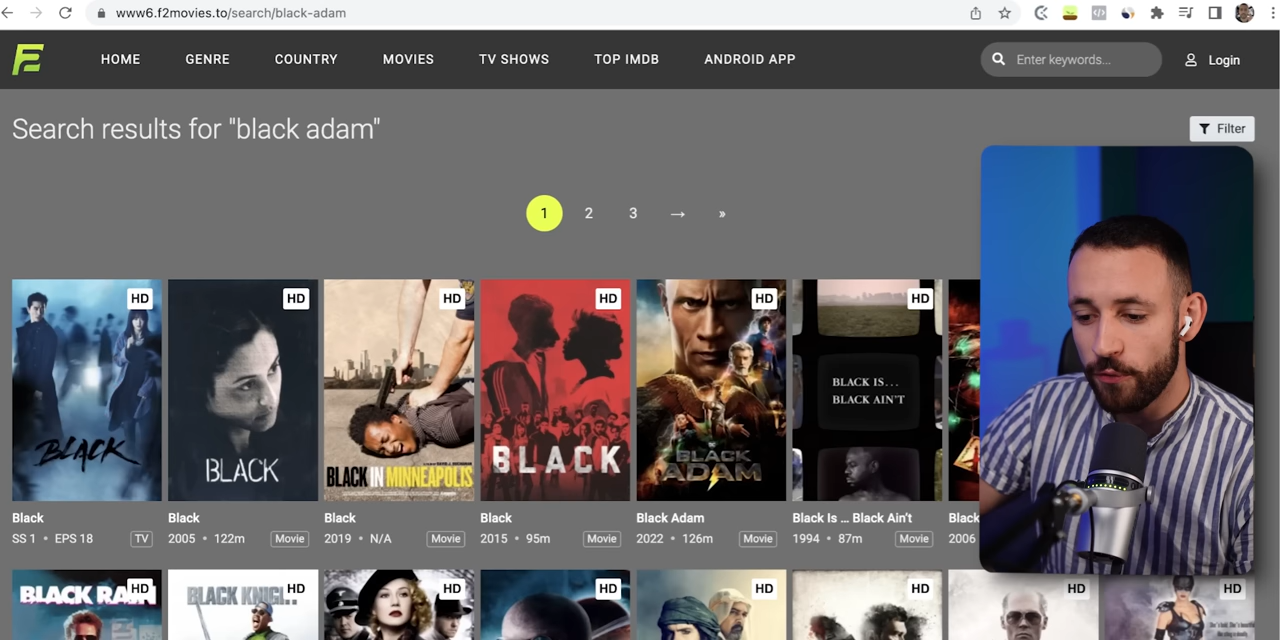 www6.f2movies.to/search/black-adam
F2
HOME GENRE COUNTRY MOVIES TV SHOWS TOP IMDB ANDROID APP
Enter keywords...
Login
Search results for "black adam"
Filter
1 2 3 → »
HD HD HD HD HD HD
BLACK
BLACK
BLACK IN MINNEAPOLIS
BLACK
BLACK ADAM
BLACK IS...
BLACK AIN'T
Black Black Black Black Black Adam Black Is ... Black Ain't Black
SS 1 • EPS 18 TV 2005 • 122m Movie 2019 • N/A Movie 2015 • 95m Movie 2022 • 126m Movie 1994 • 87m Movie 2006
HD HD HD HD HD HD HD HD
BLACK RAIN
BLACK KNIG